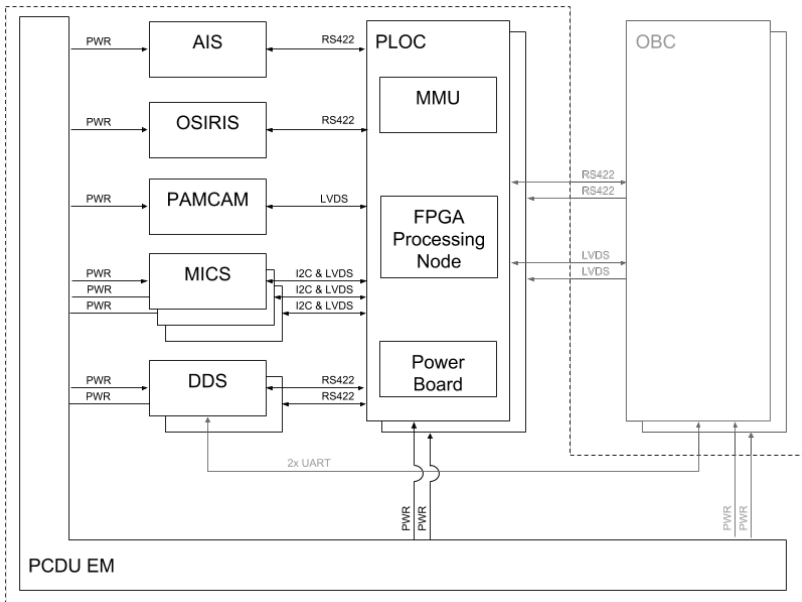 AIS
PLOC
OBC
PWR
RS422
MMU
OSIRIS
PWR
RS422
PAMCAM
PWR
LVDS
RS422
RS422
FPGA
Processing
Node
MICS
PWR
PWR
PWR
I2C & LVDS
I2C & LVDS
I2C & LVDS
LVDS
LVDS
Power
Board
DDS
PWR
PWR
RS422
RS422
2x UART
PWR
PWR
PWR
PWR
PCDU EM